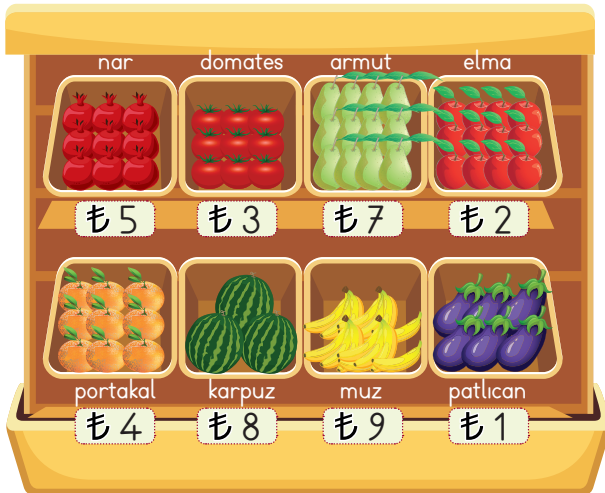 nar domates armut elma
₺ 5 ₺ 3 ₺ 7 ₺ 2
portakal karpuz muz patlıcan
₺ 4 ₺ 8 ₺ 9 ₺ 1